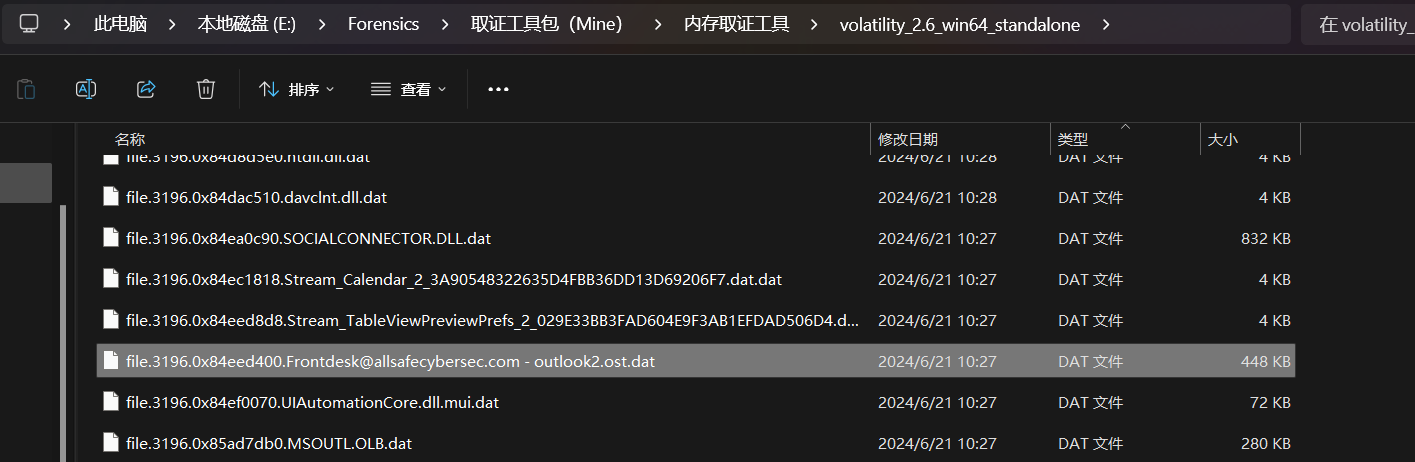 此电脑 > 本地磁盘 (E:) > Forensics > 取证工具包（Mine） > 内存取证工具 > volatility_2.6_win64_standalone > 在 volatility_
排序 查看
名称 修改日期 类型 大小
file.3196.0x84d8d5e0.ntdll.dll.dat 2024/6/21 10:28 DAT 文件 4 KB
file.3196.0x84dac510.davclnt.dll.dat 2024/6/21 10:28 DAT 文件 4 KB
file.3196.0x84ea0c90.SOCIALCONNECTOR.DLL.dat 2024/6/21 10:27 DAT 文件 832 KB
file.3196.0x84ec1818.Stream_Calendar_2_3A90548322635D4FBB36DD13D69206F7.dat.dat 2024/6/21 10:27 DAT 文件 4 KB
file.3196.0x84eed8d8.Stream_TableViewPreviewPrefs_2_029E33BB3FAD604E9F3AB1EFDAD506D4.d... 2024/6/21 10:27 DAT 文件 4 KB
file.3196.0x84eed400.Frontdesk@allsafecybersec.com - outlook2.ost.dat 2024/6/21 10:27 DAT 文件 448 KB
file.3196.0x84ef0070.UIAutomationCore.dll.mui.dat 2024/6/21 10:27 DAT 文件 72 KB
file.3196.0x85ad7db0.MSOUTL.OLB.dat 2024/6/21 10:27 DAT 文件 280 KB